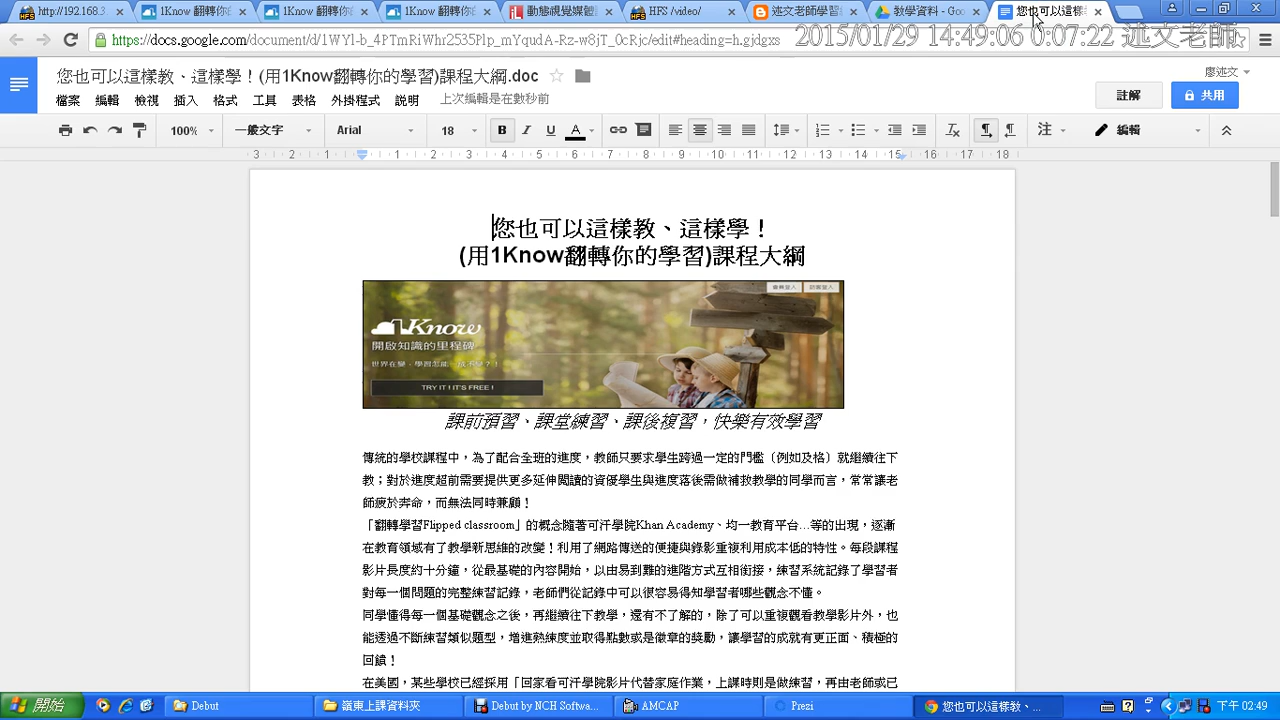 http://192.168.3
1Know 翻轉你
1Know 翻轉你
1Know 翻轉你
動態視覺媒體
HFS /video/
述文老師學習
教學資料 - Goo
您也可以這樣
2015/01/29 14:49:06 0:07:22 述文老師
您也可以這樣教、這樣學！(用1Know翻轉你的學習)課程大綱.doc
廖述文
檔案 編輯 檢視 插入 格式 工具 表格 外掛程式 說明 上次編輯是在數秒前
註解 共用
100% 一般文字 Arial 18 B I U A 注 編輯
3 2 1 1 2 3 4 5 6 7 8 9 10 11 12 13 14 15 16 17 18
您也可以這樣教、這樣學！
(用1Know翻轉你的學習)課程大綱
1Know
開啟知識的里程碑
TRY IT ! IT'S FREE !
課前預習、課堂練習、課後複習，快樂有效學習
傳統的學校課程中，為了配合全班的進度，教師只要求學生跨過一定的門檻〔例如及格〕就繼續往下
教；對於進度超前需要提供更多延伸閱讀的資優學生與進度落後需做補救教學的同學而言，常常讓老
師疲於奔命，而無法同時兼顧！
「翻轉學習Flipped classroom」的概念隨著可汗學院Khan Academy、均一教育平台...等的出現，逐漸
在教育領域有了教學新思維的改變！利用了網路傳送的便捷與錄影重複利用成本低的特性。每段課程
影片長度約十分鐘，從最基礎的內容開始，以由易到難的進階方式互相銜接，練習系統記錄了學習者
對每一個問題的完整練習記錄，老師們從記錄中可以很容易得知學習者哪些觀念不懂。
同學懂得每一個基礎觀念之後，再繼續往下教學，還有不了解的，除了可以重複觀看教學影片外，也
能透過不斷練習類似題型，增進熟練度並取得點數或是徽章的獎勵，讓學習的成就有更正面、積極的
回饋！
在美國，某些學校已經採用「回家看可汗學院影片代替家庭作業，上課時則是做練習，再由老師或已
開始 Debut 嶺東上課資料夾 Debut by NCH Softwa... AMCAP Prezi 您也可以這樣教、... 下午 02:49